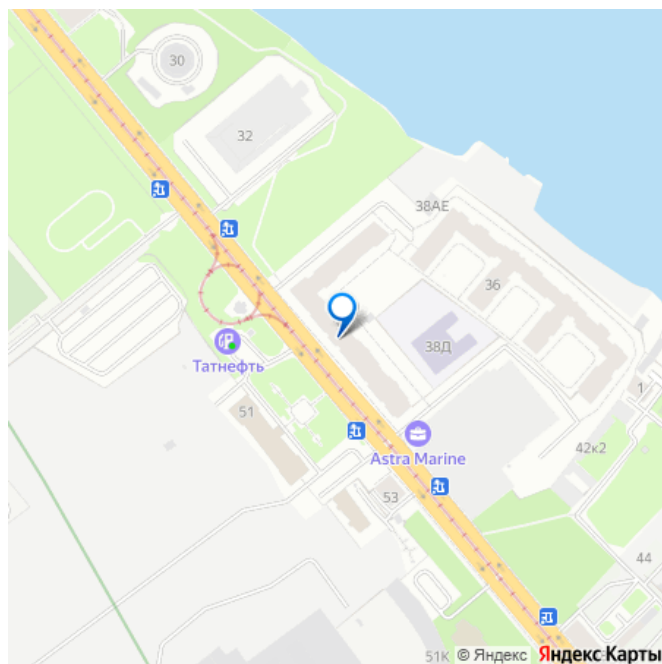 30
32
38АЕ
36
Татнефть
38Д
1
51
Astra Marine
42к2
53
44
51К
© Яндекс
Яндекс Карты